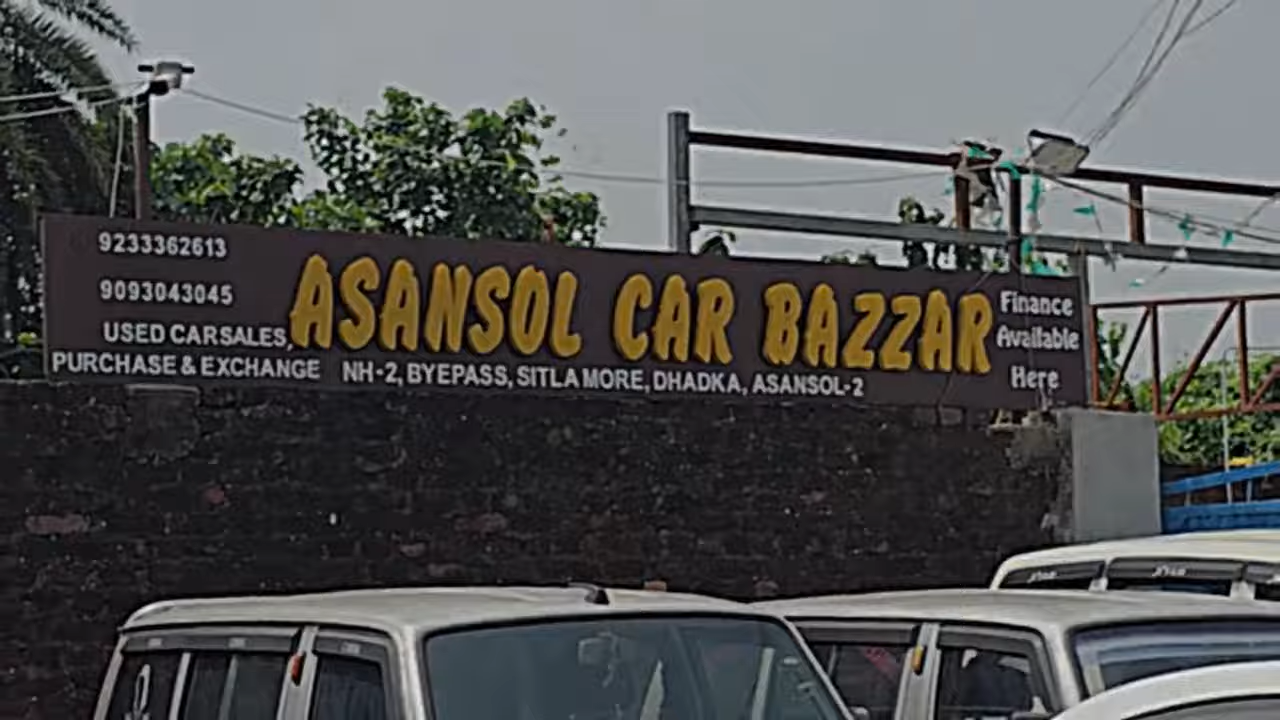 9233362613
9093043045
USED CAR SALES,
PURCHASE & EXCHANGE
ASANSOL CAR BAZZAR
NH-2, BYEPASS, SITLA MORE, DHADKA, ASANSOL-2
Finance
Available
Here